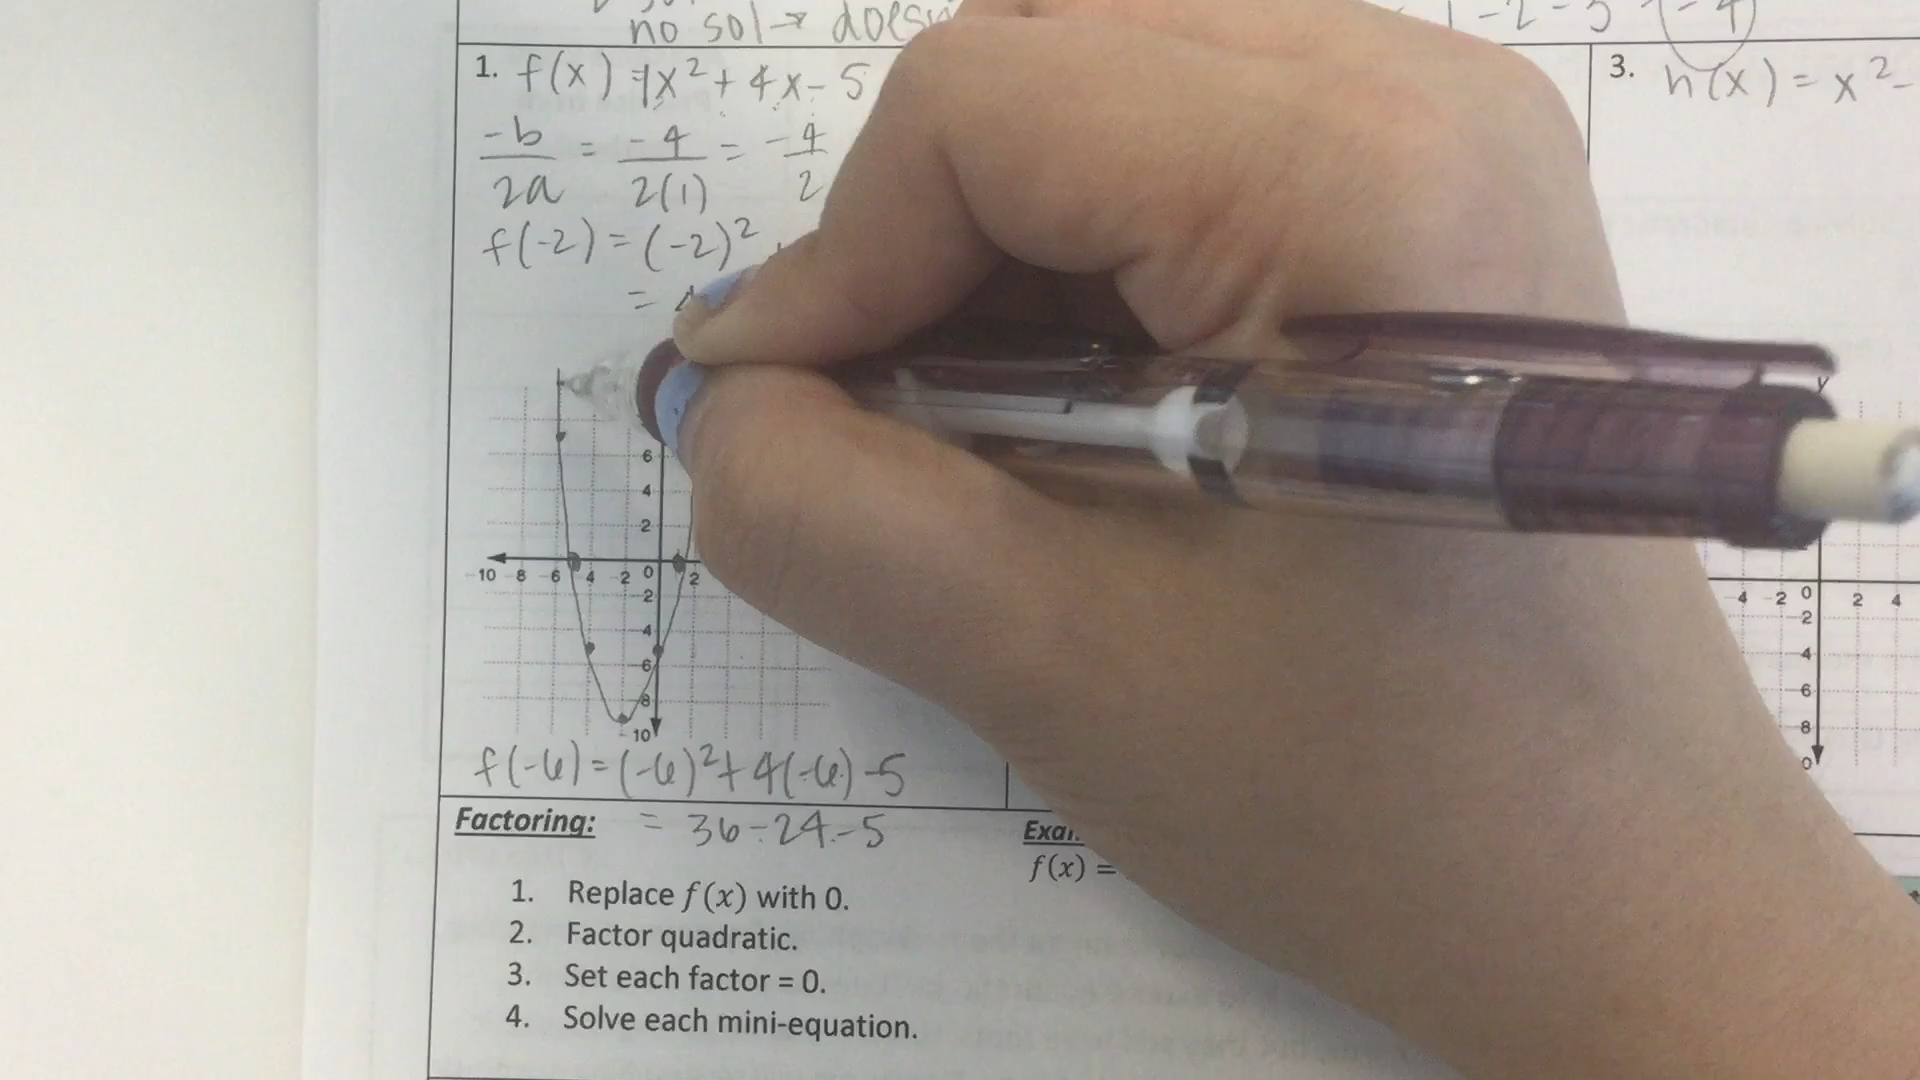 no sol → does
1. f(x) = 1x² + 4x - 5
3. h(x) = x² -
-b/2a = -4/2(1) = -4/2
f(-2) = (-2)²
= 4
y
6
4
2
-10 8 -6 4 -2 0 2
-2
-4
-6
-8
-10
4 -2 0 2 4
-2
-4
-6
8
f(-6) = (-6)² + 4(-6) - 5
= 36 - 24 - 5
Factoring:
f(x) =
1. Replace f(x) with 0.
2. Factor quadratic.
3. Set each factor = 0.
4. Solve each mini-equation.